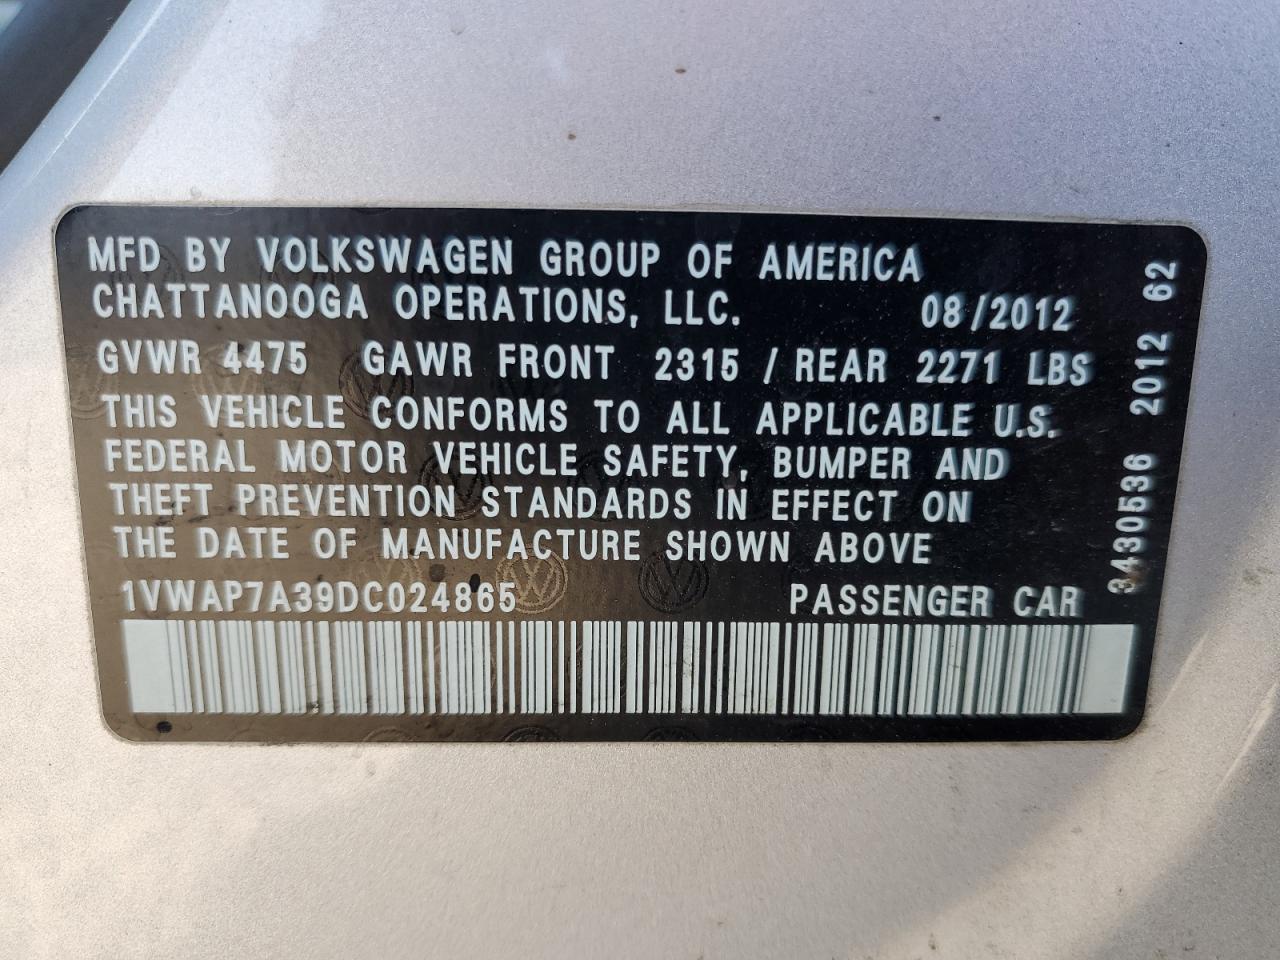 MFD BY VOLKSWAGEN GROUP OF AMERICA
CHATTANOOGA OPERATIONS, LLC. 08/2012
GVWR 4475 GAWR FRONT 2315 / REAR 2271 LBS
THIS VEHICLE CONFORMS TO ALL APPLICABLE U.S.
FEDERAL MOTOR VEHICLE SAFETY, BUMPER AND
THEFT PREVENTION STANDARDS IN EFFECT ON
THE DATE OF MANUFACTURE SHOWN ABOVE
1VWAP7A39DC024865 PASSENGER CAR
3430536 2012 62